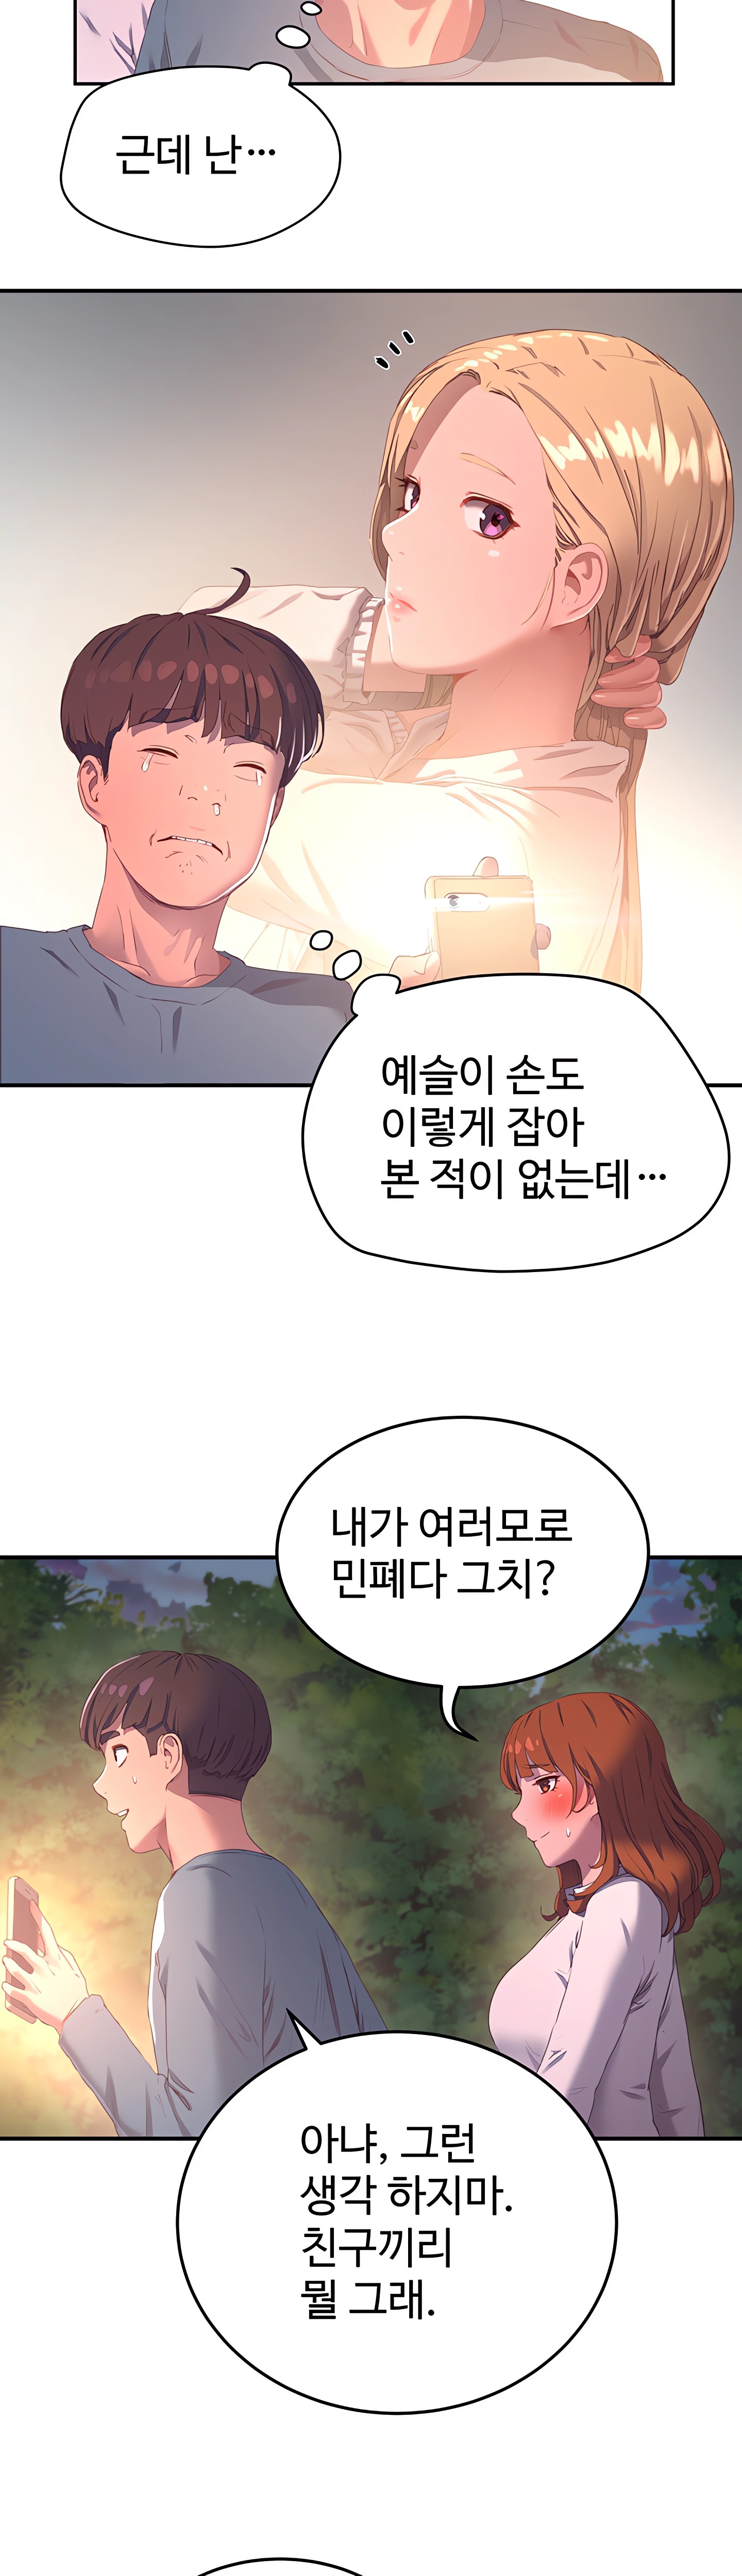 근데 난…
예슬이 손도
이렇게 잡아
본 적이 없는데…
내가 여러모로
민폐다 그치?
아냐, 그런
생각 하지마.
친구끼리
뭘 그래.